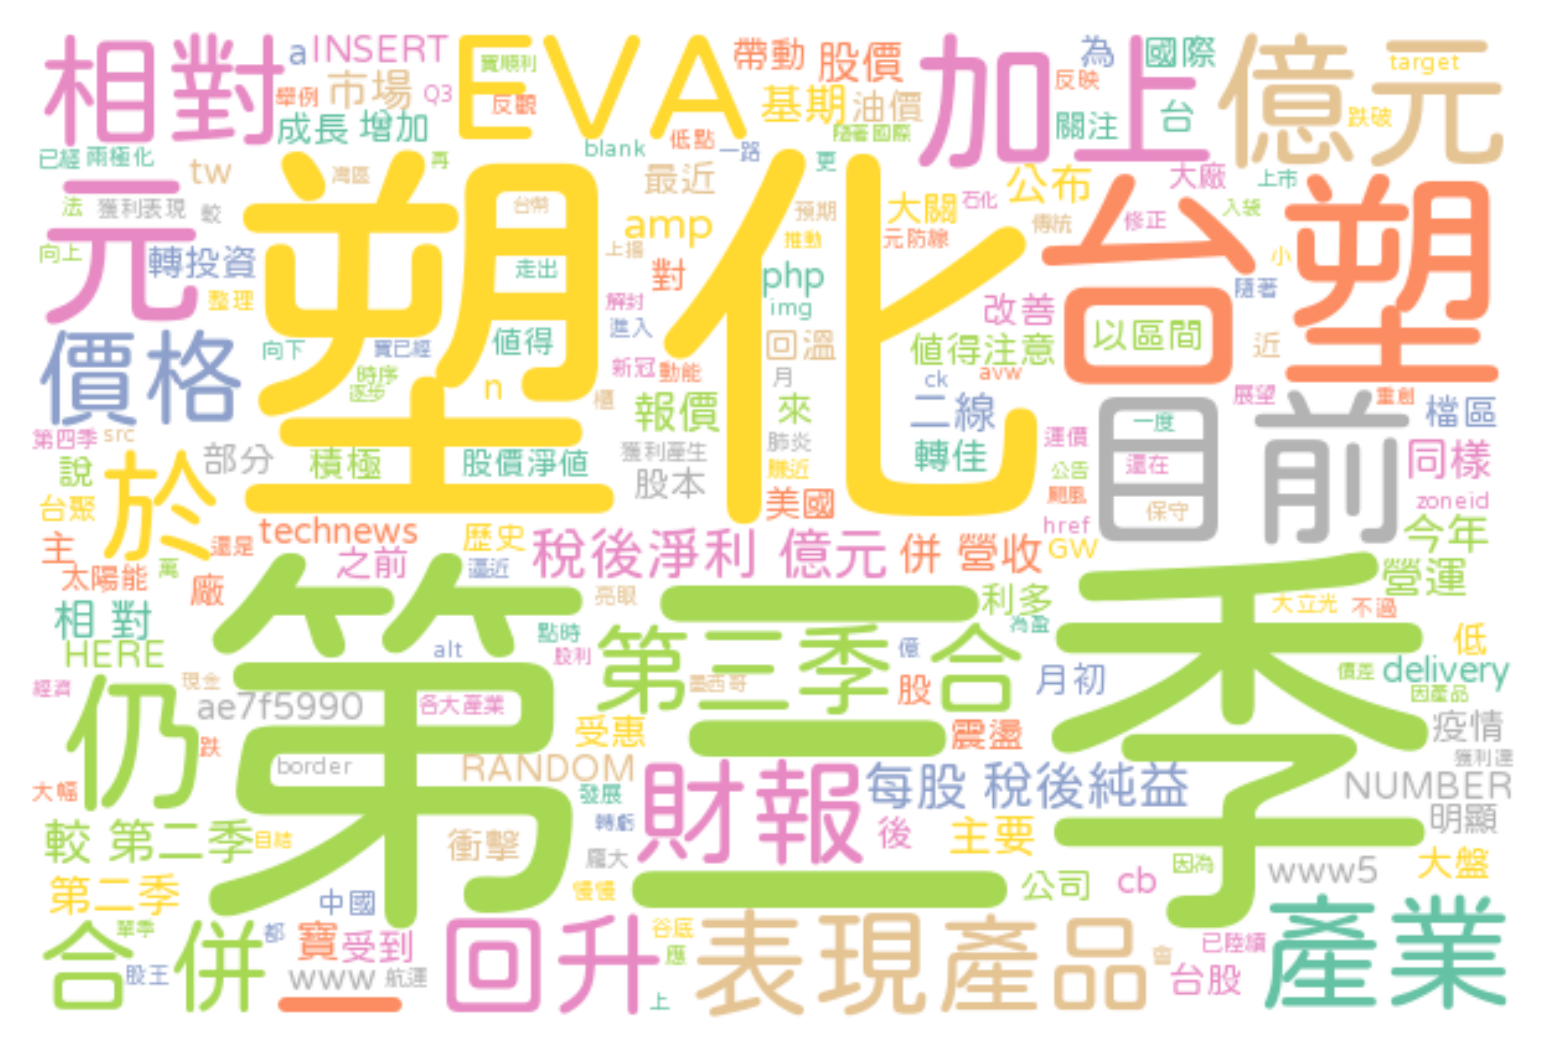 相對
a
INSERT
EVA
帶動
股價
加上
為
國際
億元
target
市場
Q3
反觀
反映
舉例
基期
油價
跌破
成長 增加
關注
台
隨著國際
低點
blank
一路
更
已經
兩極化
tw
再
最近
大廠
上市
公布
元
法
獲利表現
較
塑化
台幣
預期
大關
石化
傳統
修正
入袋
台塑
amp
推動
元防線
向上
轉投資
上揚
走出
對
php
小
整理
解封
img
改善
隨著
價格
進入
以區間
向下
值得
回溫
值得注意
近
時序
逐步
新冠
動能
月
ck
avw
展望
重創
n
櫃
報價
來
二線
目前
一度
檔區
第四季
src
部分
獲利產生
肺炎
運價
還在
同樣
說
積極
股價淨值
轉佳
公告
於
股本
颱風
zoneid
台聚
美國
保守
technews
歷史
href
今年
主
還是
之前
逼近
稅後淨利 億元
併 營收
GW
太陽能
萬
廠
營運
第三季
亮眼
利多
大立光
不過
相 對
點時
為盈
HERE
alt
股利
第三季
億
合
低
經濟
現金
墨西哥
股
月初
價差
delivery
因產品
仍
ae7f5990
各大產業
受惠
震盪
疫情
跌
border
RANDOM
獲利達
大幅
發展
財報
每股 稅後純益
NUMBER
轉虧
後
主要
明顯
較 第二季
目結
衝擊
龐大
因為
大盤
第二季
慢慢
公司
cb
www5
中國
合併
單季
都
寶
受到
回升
谷底
表現
產品
產業
應
會
已陸續
股王
www
航運
上
台股